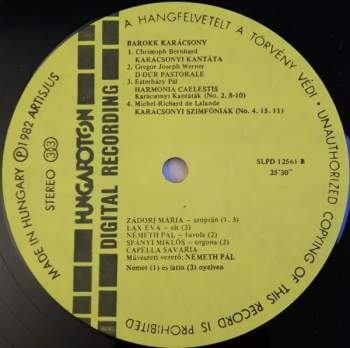 A HANGFELVETELT A TÖRVÉNY VÉDI · UNAUTHORIZED COPYING OF THIS RECORD IS PROHIBITED
MADE IN HUNGARY Ⓟ 1982 ARTISJUS
STEREO 33
HUNGAROTON
DIGITAL RECORDING
BAROKK KARÁCSONY
1. Christoph Bernhard
KARÁCSONYI KANTÁTA
2. Gregor Joseph Werner
D-DÚR PASTORALE
3. Esterházy Pál
HARMONIA CAELESTIS
Karácsonyi Kantáták (No. 2, 8-10)
4. Michel-Richard de Lalande
KARÁCSONYI SZIMFÓNIÁK (No. 4, 15, 11)
SLPD 12561 B
25'30"
ZÁDORI MÁRIA – szoprán (1, 3)
LAX ÉVA – alt (3)
NÉMETH PÁL – fuvola (2)
SPÁNYI MIKLÓS – orgona (2)
CAPELLA SAVARIA
Művészeti vezető: NÉMETH PÁL
Német (1) és latin (3) nyelven